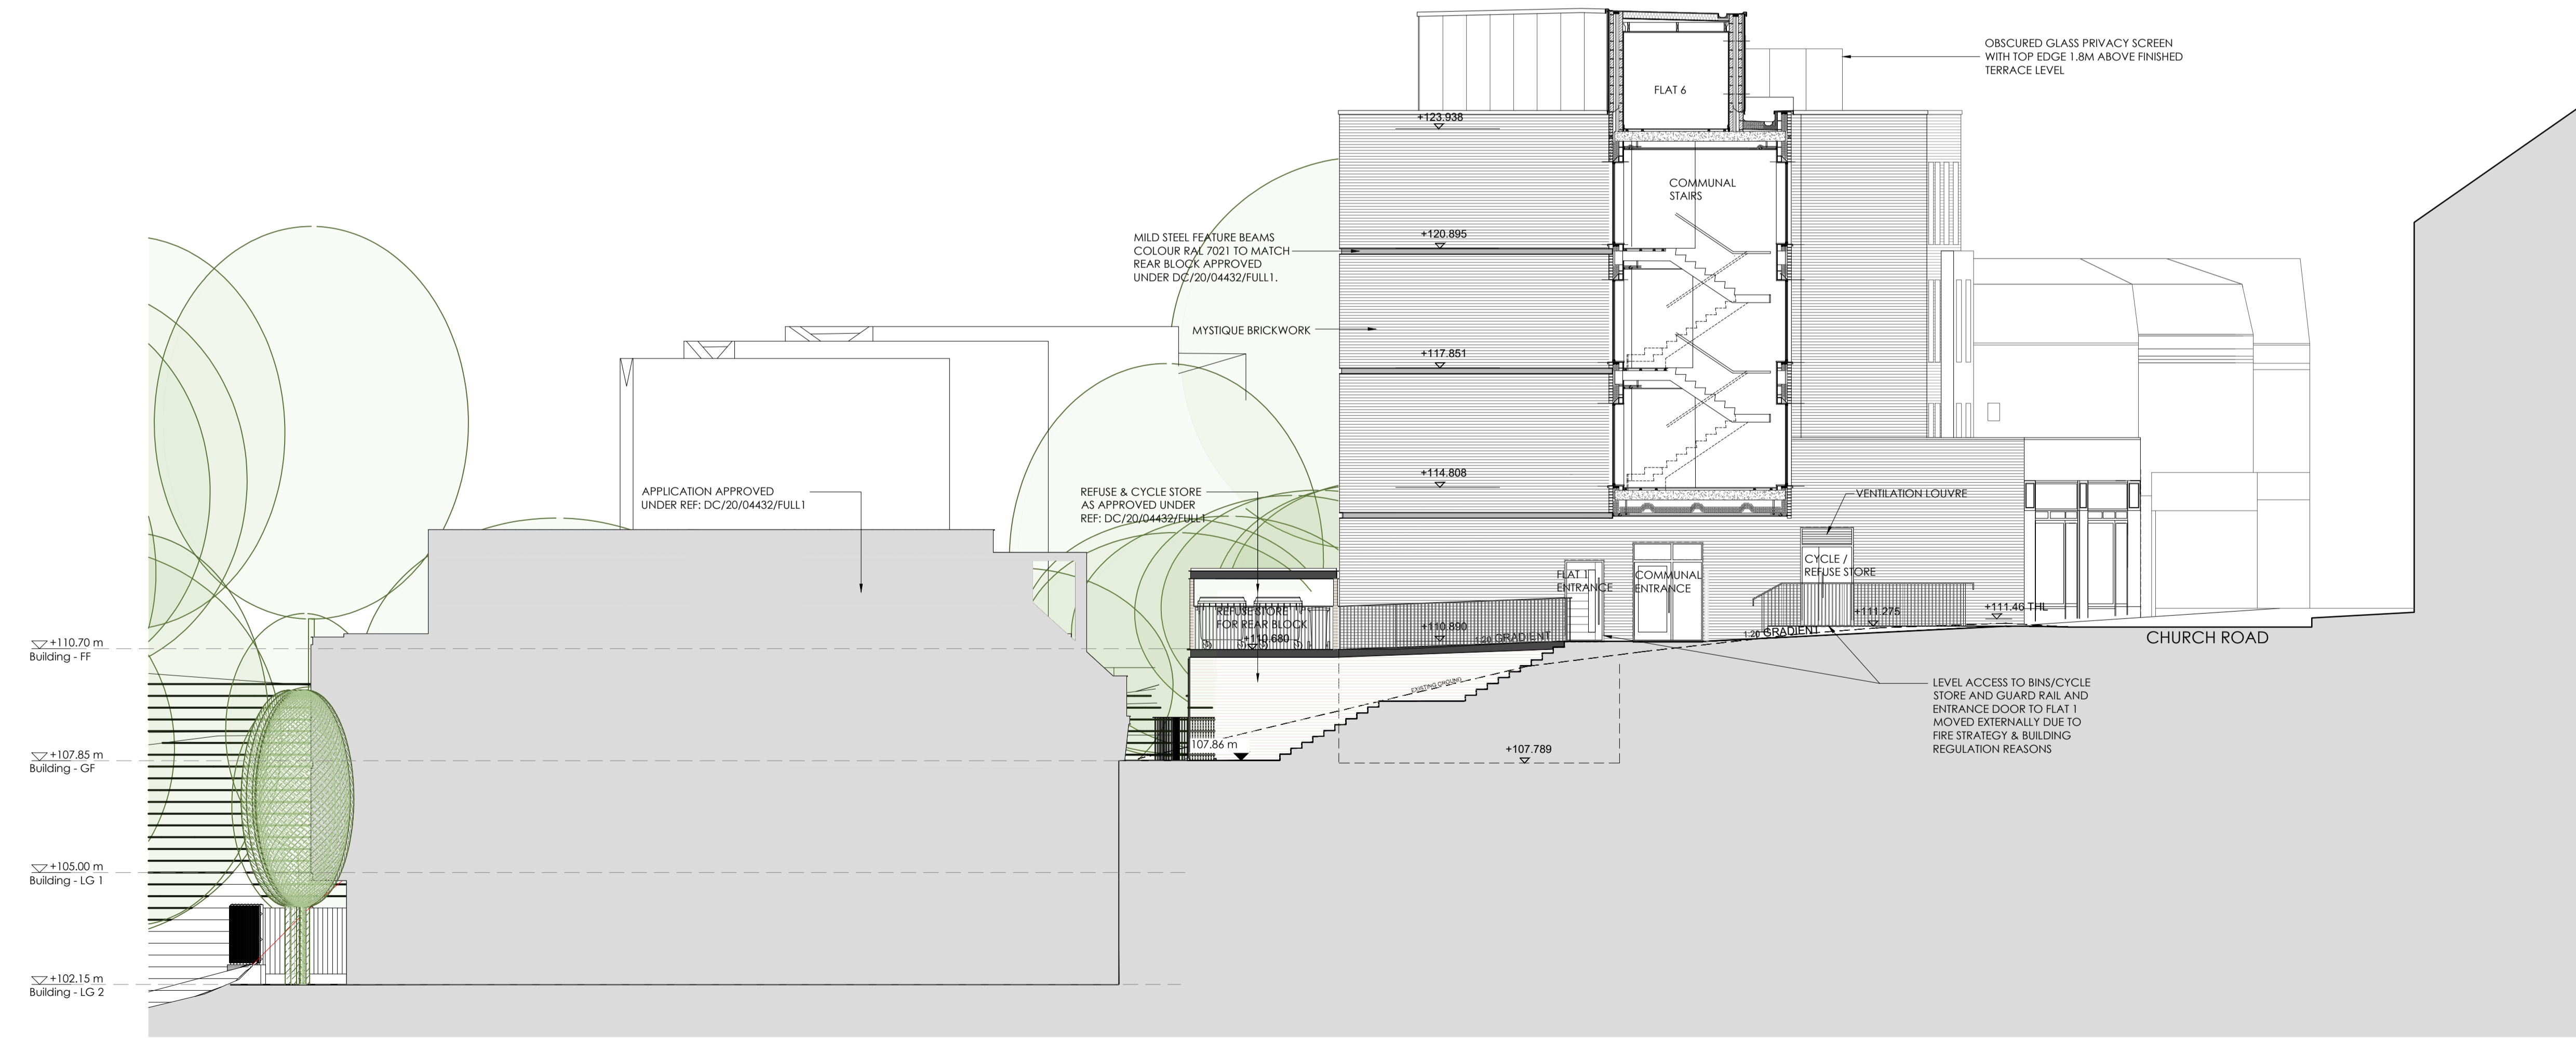 OBSCURED GLASS PRIVACY SCREEN
WITH TOP EDGE 1.8M ABOVE FINISHED
TERRACE LEVEL
FLAT 6
+123.938
COMMUNAL
STAIRS
+120.895
MILD STEEL FEATURE BEAMS
COLOUR RAL 7021 TO MATCH
REAR BLOCK APPROVED
UNDER DC/20/04432/FULL1.
MYSTIQUE BRICKWORK
+117.851
+114.808
APPLICATION APPROVED
UNDER REF: DC/20/04432/FULL1
REFUSE & CYCLE STORE
AS APPROVED UNDER
REF: DC/20/04432/FULL1
VENTILATION LOUVRE
CYCLE /
REFUSE STORE
FLAT 1
ENTRANCE
COMMUNAL
ENTRANCE
REFUSE STORE
FOR REAR BLOCK
+110.680
+110.890
1:20 GRADIENT
1:20 GRADIENT
+111.275
+111.46 THL
CHURCH ROAD
+110.70 m
Building - FF
EXISTING GROUND
LEVEL ACCESS TO BINS/CYCLE
STORE AND GUARD RAIL AND
ENTRANCE DOOR TO FLAT 1
MOVED EXTERNALLY DUE TO
FIRE STRATEGY & BUILDING
REGULATION REASONS
107.86 m
+107.789
+107.85 m
Building - GF
+105.00 m
Building - LG 1
+102.15 m
Building - LG 2